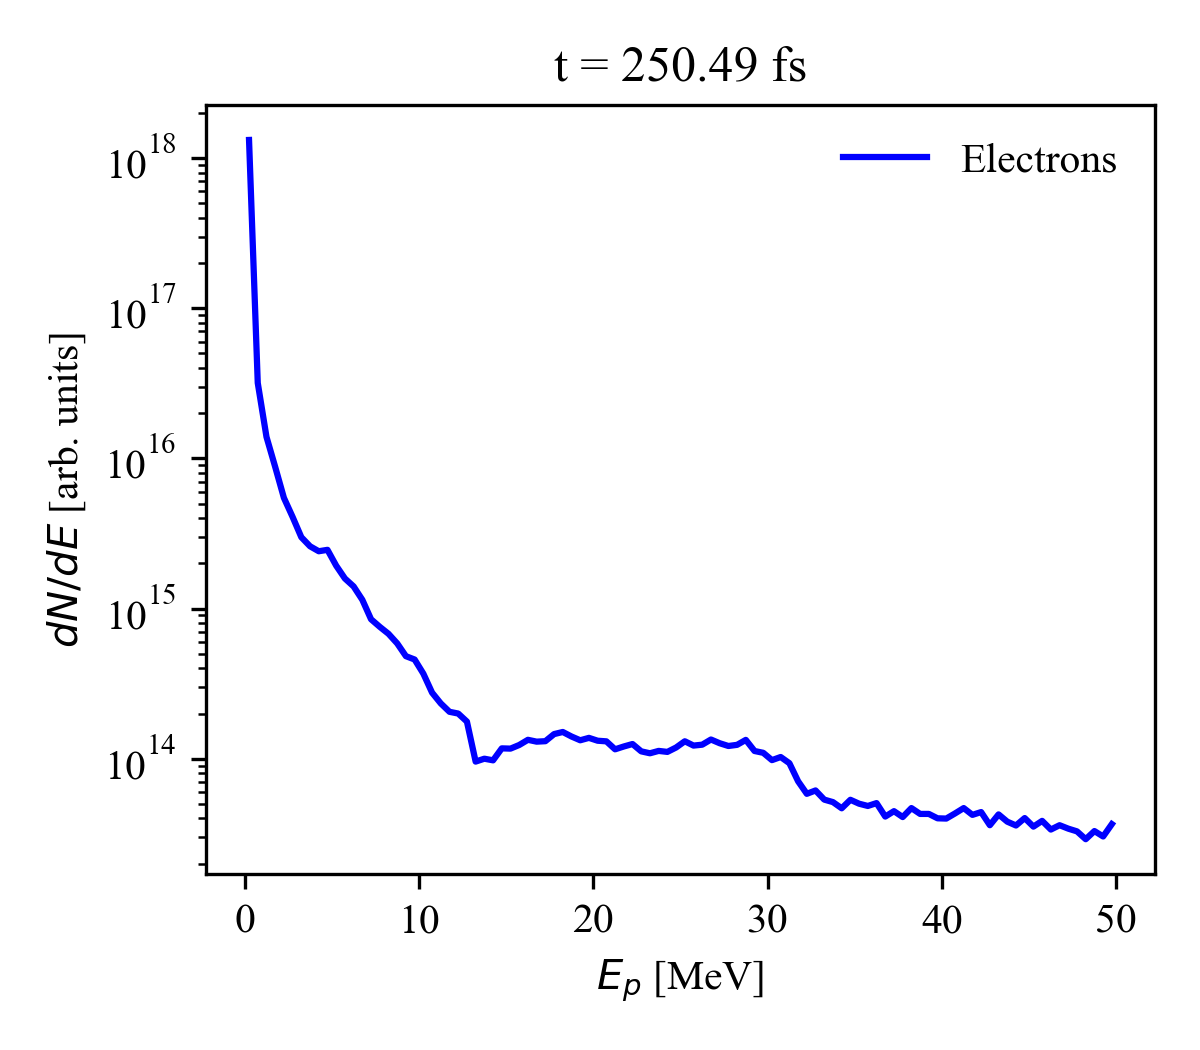 t = 250.49 fs
Electrons
dN/dE [arb. units]
10^18
10^17
10^16
10^15
10^14
0 10 20 30 40 50
E_p [MeV]